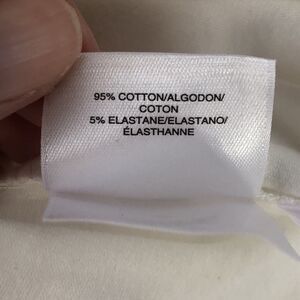 95% COTTON/ALGODON/
COTON
5% ELASTANE/ELASTANO/
ÉLASTHANNE